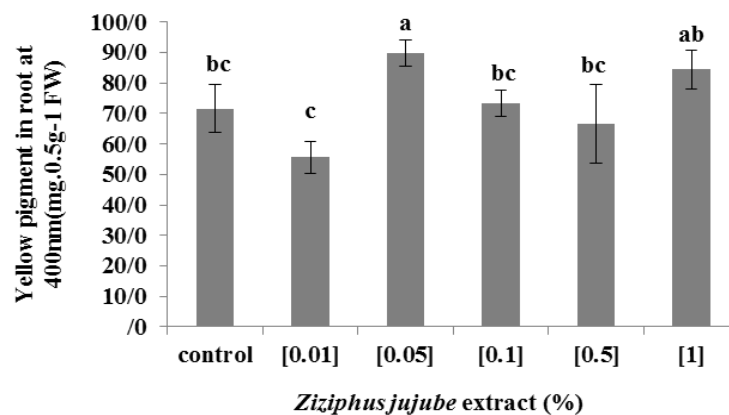 Yellow pigment in root at
400nm(mg.0.5g-1 FW)
100/0
90/0
80/0
70/0
60/0
50/0
40/0
30/0
20/0
10/0
/0
bc
c
a
bc
bc
ab
control [0.01] [0.05] [0.1] [0.5] [1]
Ziziphus jujube extract (%)